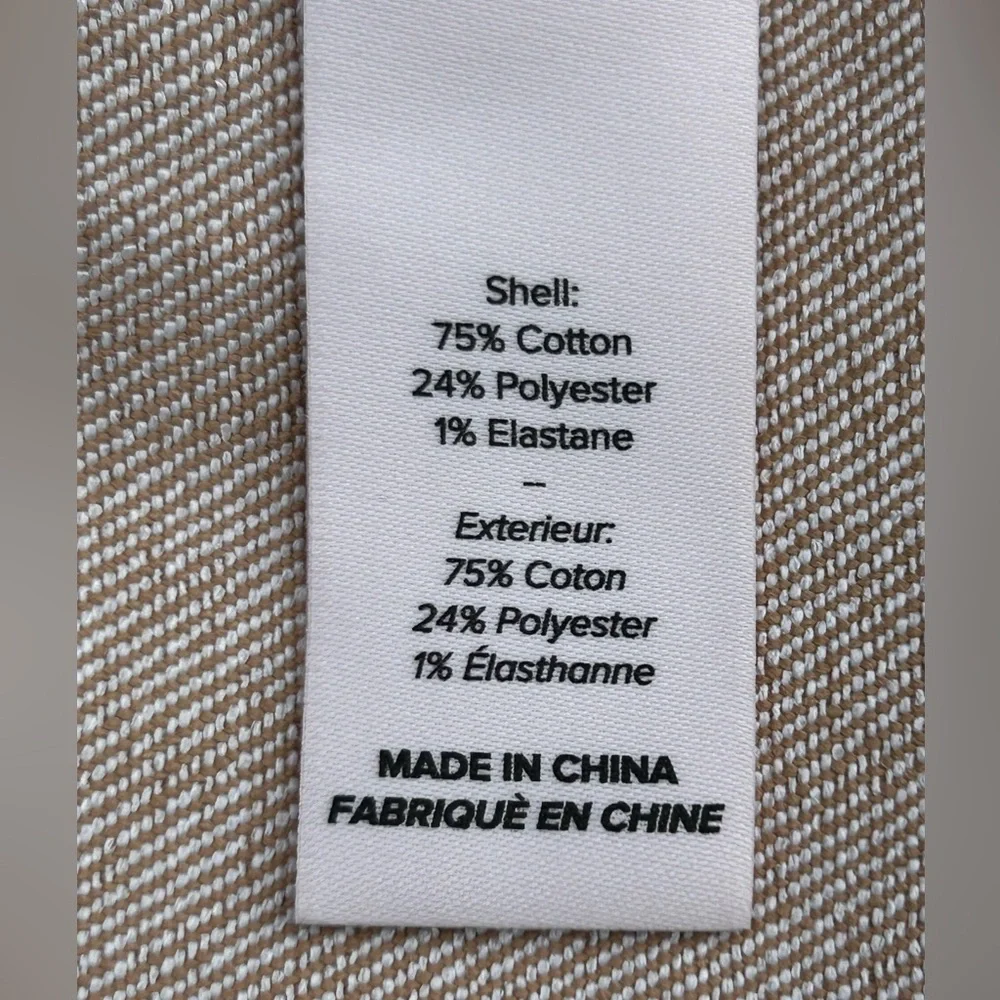 Shell:
75% Cotton
24% Polyester
1% Elastane
–
Exterieur:
75% Coton
24% Polyester
1% Élasthanne
MADE IN CHINA
FABRIQUÈ EN CHINE